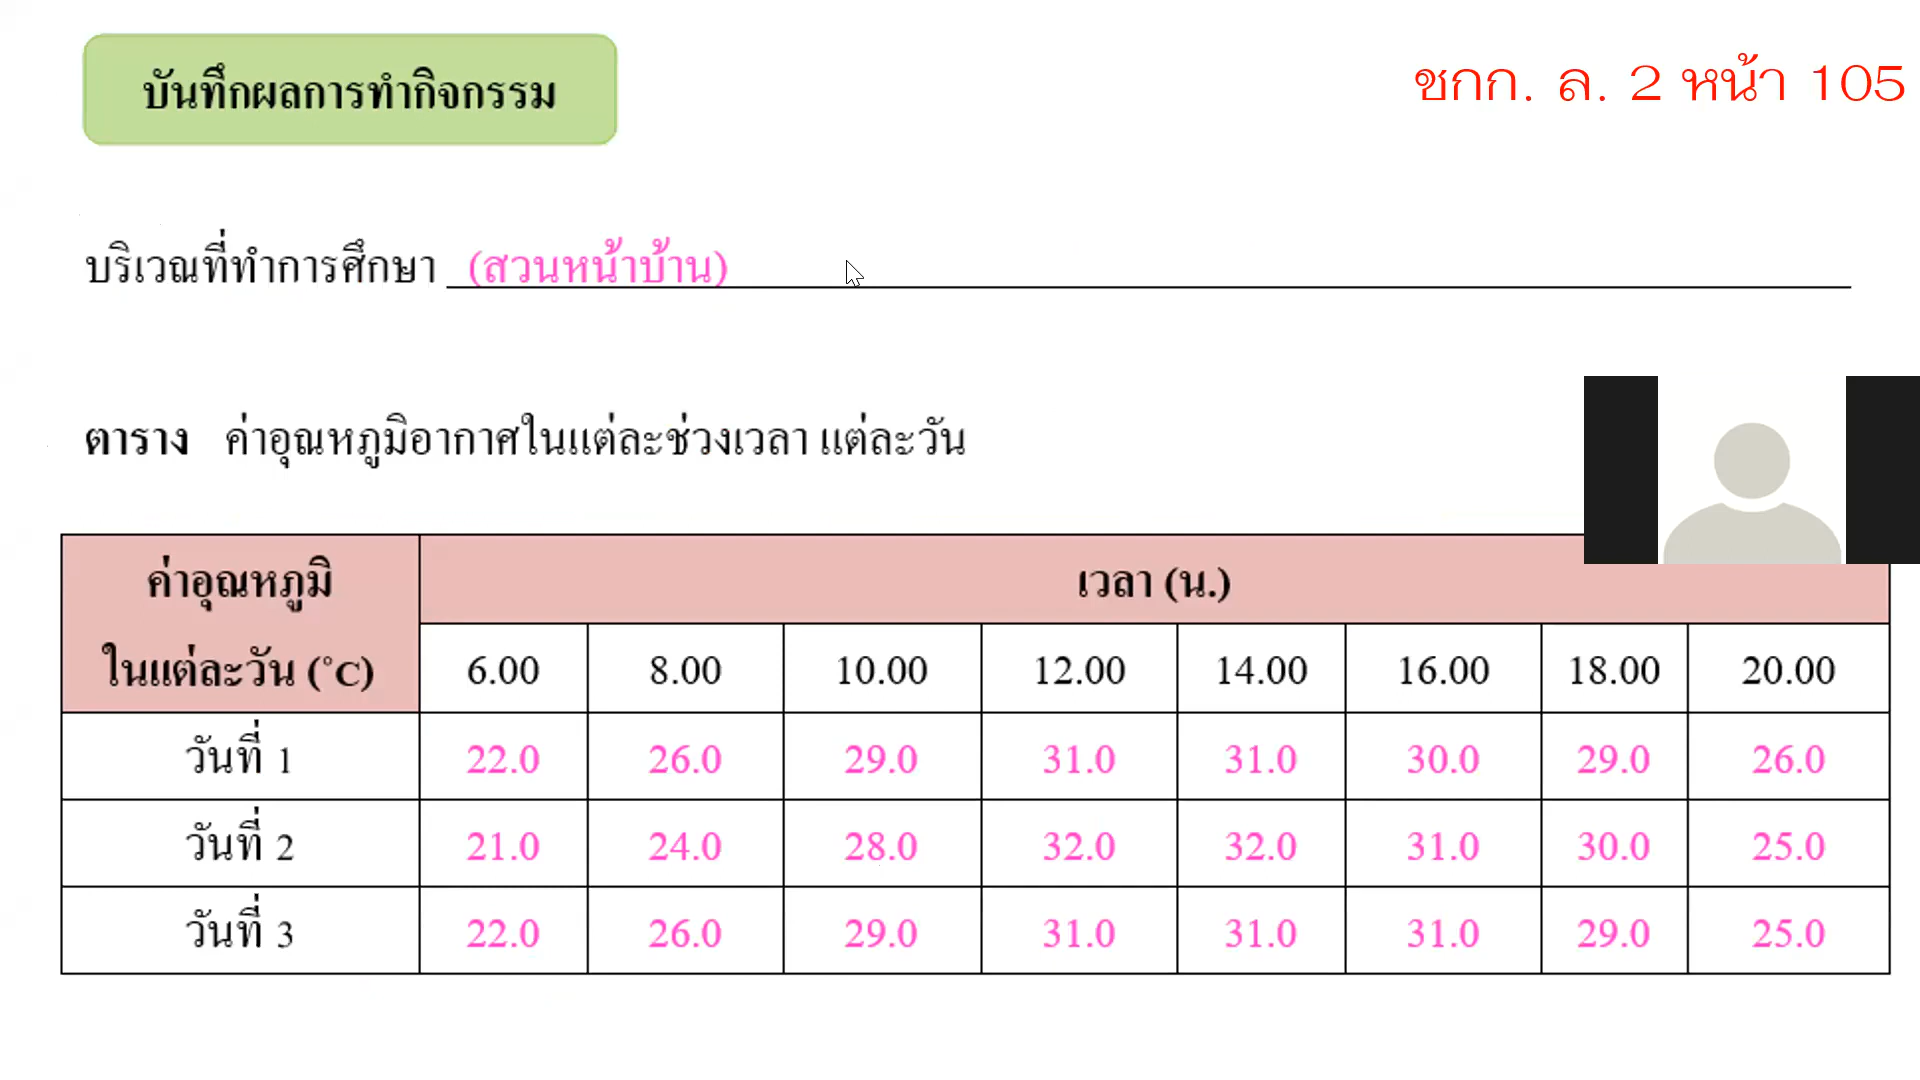 บันทึกผลการทำกิจกรรม
ชกก. ล. 2 หน้า 105
บริเวณที่ทำการศึกษา (สวนหน้าบ้าน)
ตาราง ค่าอุณหภูมิอากาศในแต่ละช่วงเวลา แต่ละวัน
ค่าอุณหภูมิ เวลา (น.)
ในแต่ละวัน (°C) 6.00 8.00 10.00 12.00 14.00 16.00 18.00 20.00
วันที่ 1 22.0 26.0 29.0 31.0 31.0 30.0 29.0 26.0
วันที่ 2 21.0 24.0 28.0 32.0 32.0 31.0 30.0 25.0
วันที่ 3 22.0 26.0 29.0 31.0 31.0 31.0 29.0 25.0